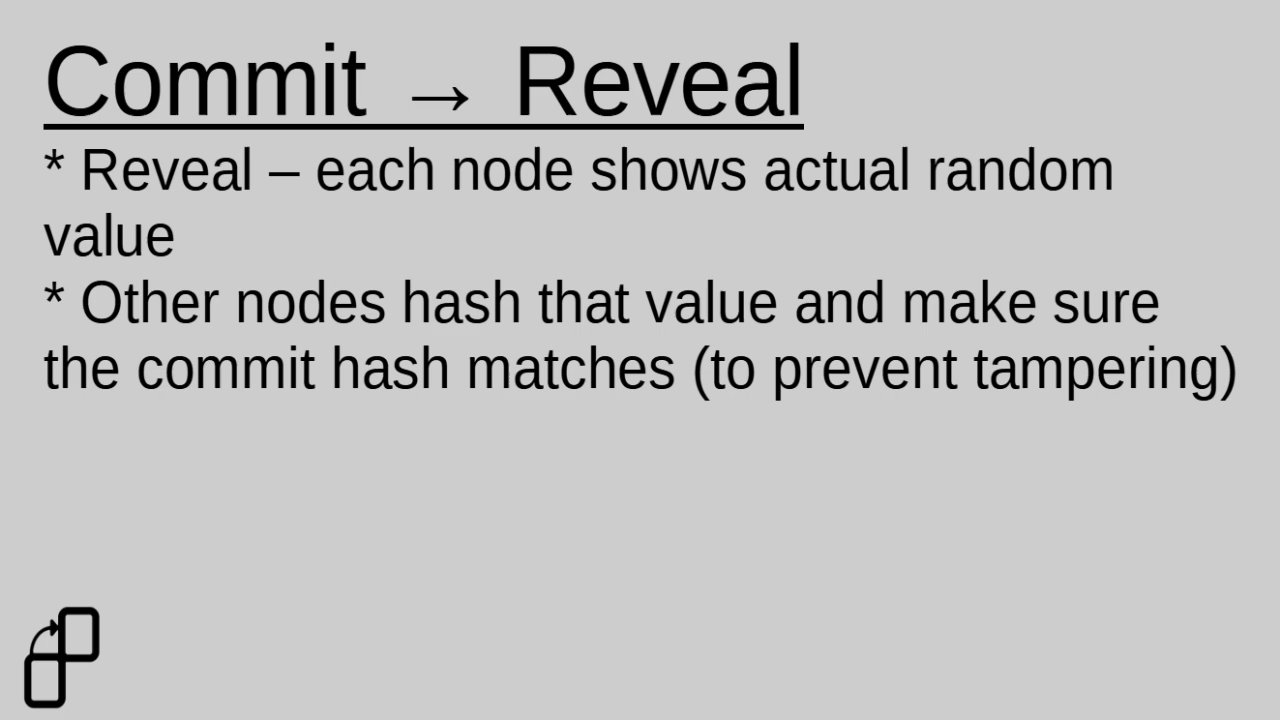 Commit → Reveal
* Reveal – each node shows actual random
value
* Other nodes hash that value and make sure
the commit hash matches (to prevent tampering)